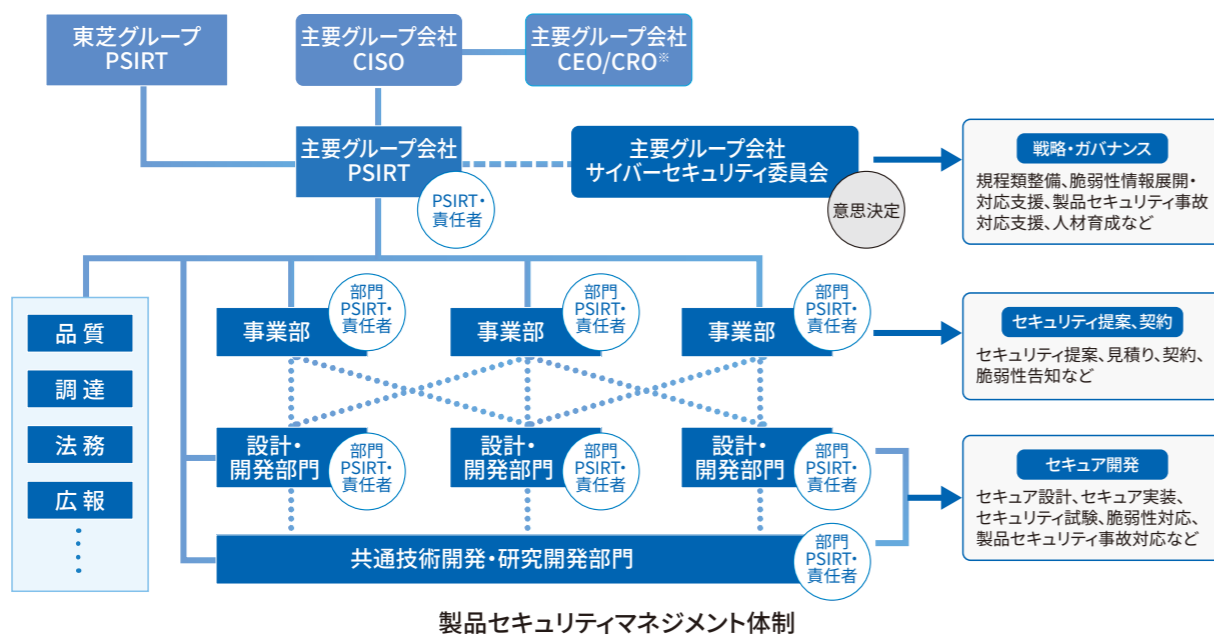 東芝グループ
PSIRT
主要グループ会社
CISO
主要グループ会社
CEO/CRO※
主要グループ会社
PSIRT
PSIRT・
責任者
主要グループ会社
サイバーセキュリティ委員会
意思決定
戦略・ガバナンス
規程類整備、脆弱性情報展開・
対応支援、製品セキュリティ事故
対応支援、人材育成など
品質
調達
法務
広報
事業部
部門
PSIRT・
責任者
事業部
部門
PSIRT・
責任者
事業部
部門
PSIRT・
責任者
セキュリティ提案、契約
セキュリティ提案、見積り、契約、
脆弱性告知など
設計・
開発部門
部門
PSIRT・
責任者
設計・
開発部門
部門
PSIRT・
責任者
設計・
開発部門
部門
PSIRT・
責任者
セキュア開発
セキュア設計、セキュア実装、
セキュリティ試験、脆弱性対応、
製品セキュリティ事故対応など
共通技術開発・研究開発部門
部門
PSIRT・
責任者
製品セキュリティマネジメント体制